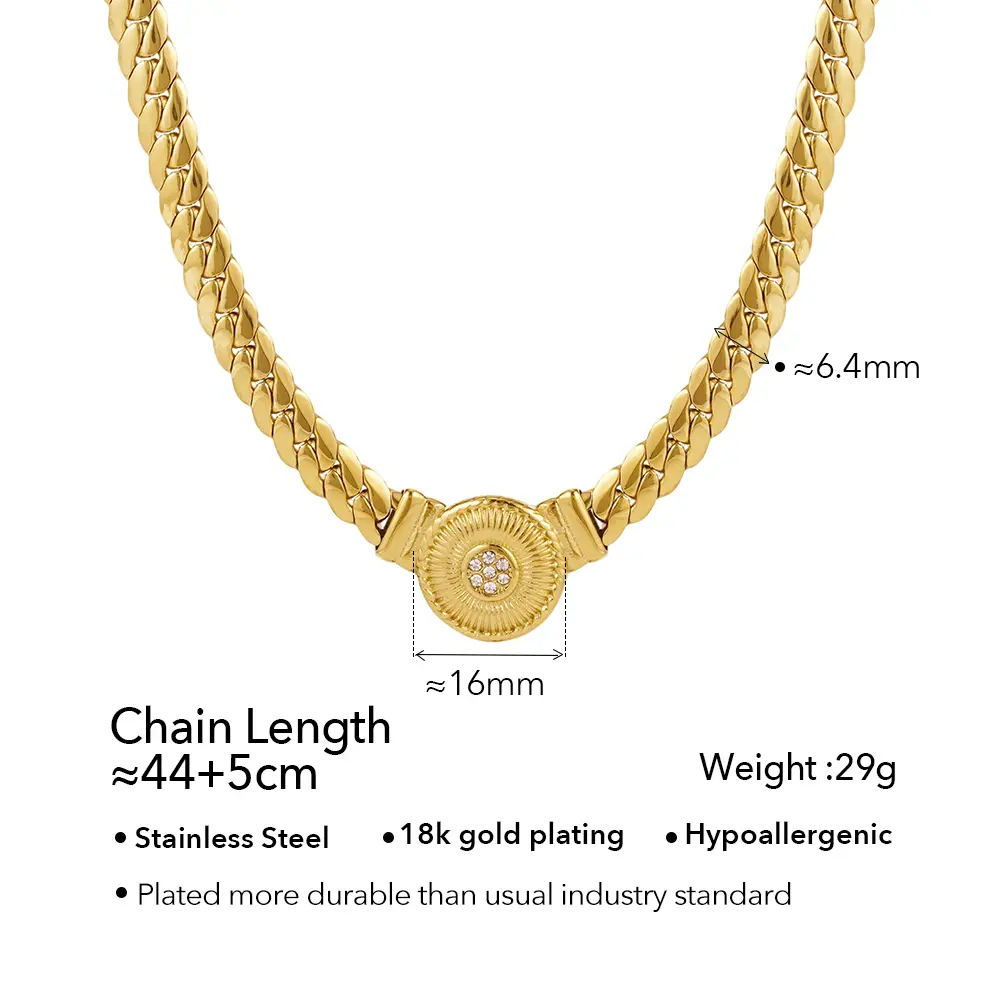 • ≈6.4mm
≈16mm
Chain Length
≈44+5cm
Weight :29g
• Stainless Steel
• 18k gold plating
• Hypoallergenic
• Plated more durable than usual industry standard